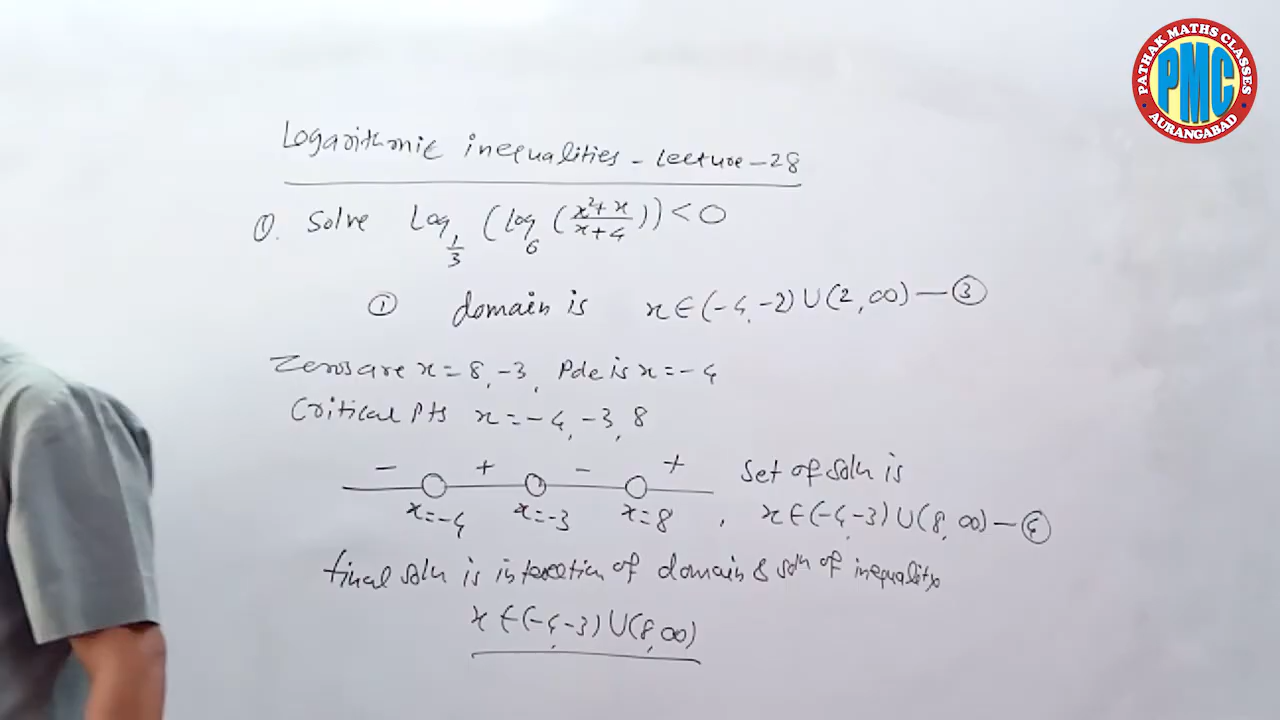 PATHAK MATHS CLASSES
PMC
AURANGABAD
Logarithmic inequalities - Lecture - 28
①. Solve Log_{1/3} (log_6 ((x²+x)/(x+4))) < 0
① domain is x∈(-4,-2)∪(2,∞) — ③
Zeros are x=8,-3, Pole is x=-4
Critical Pts x=-4,-3,8
- + - +
x=-4 x=-3 x=8
Set of soln is
, x∈(-4,-3)∪(8,∞) — ④
final soln is intersection of domain & soln of inequality
x∈(-4,-3)∪(8,∞)